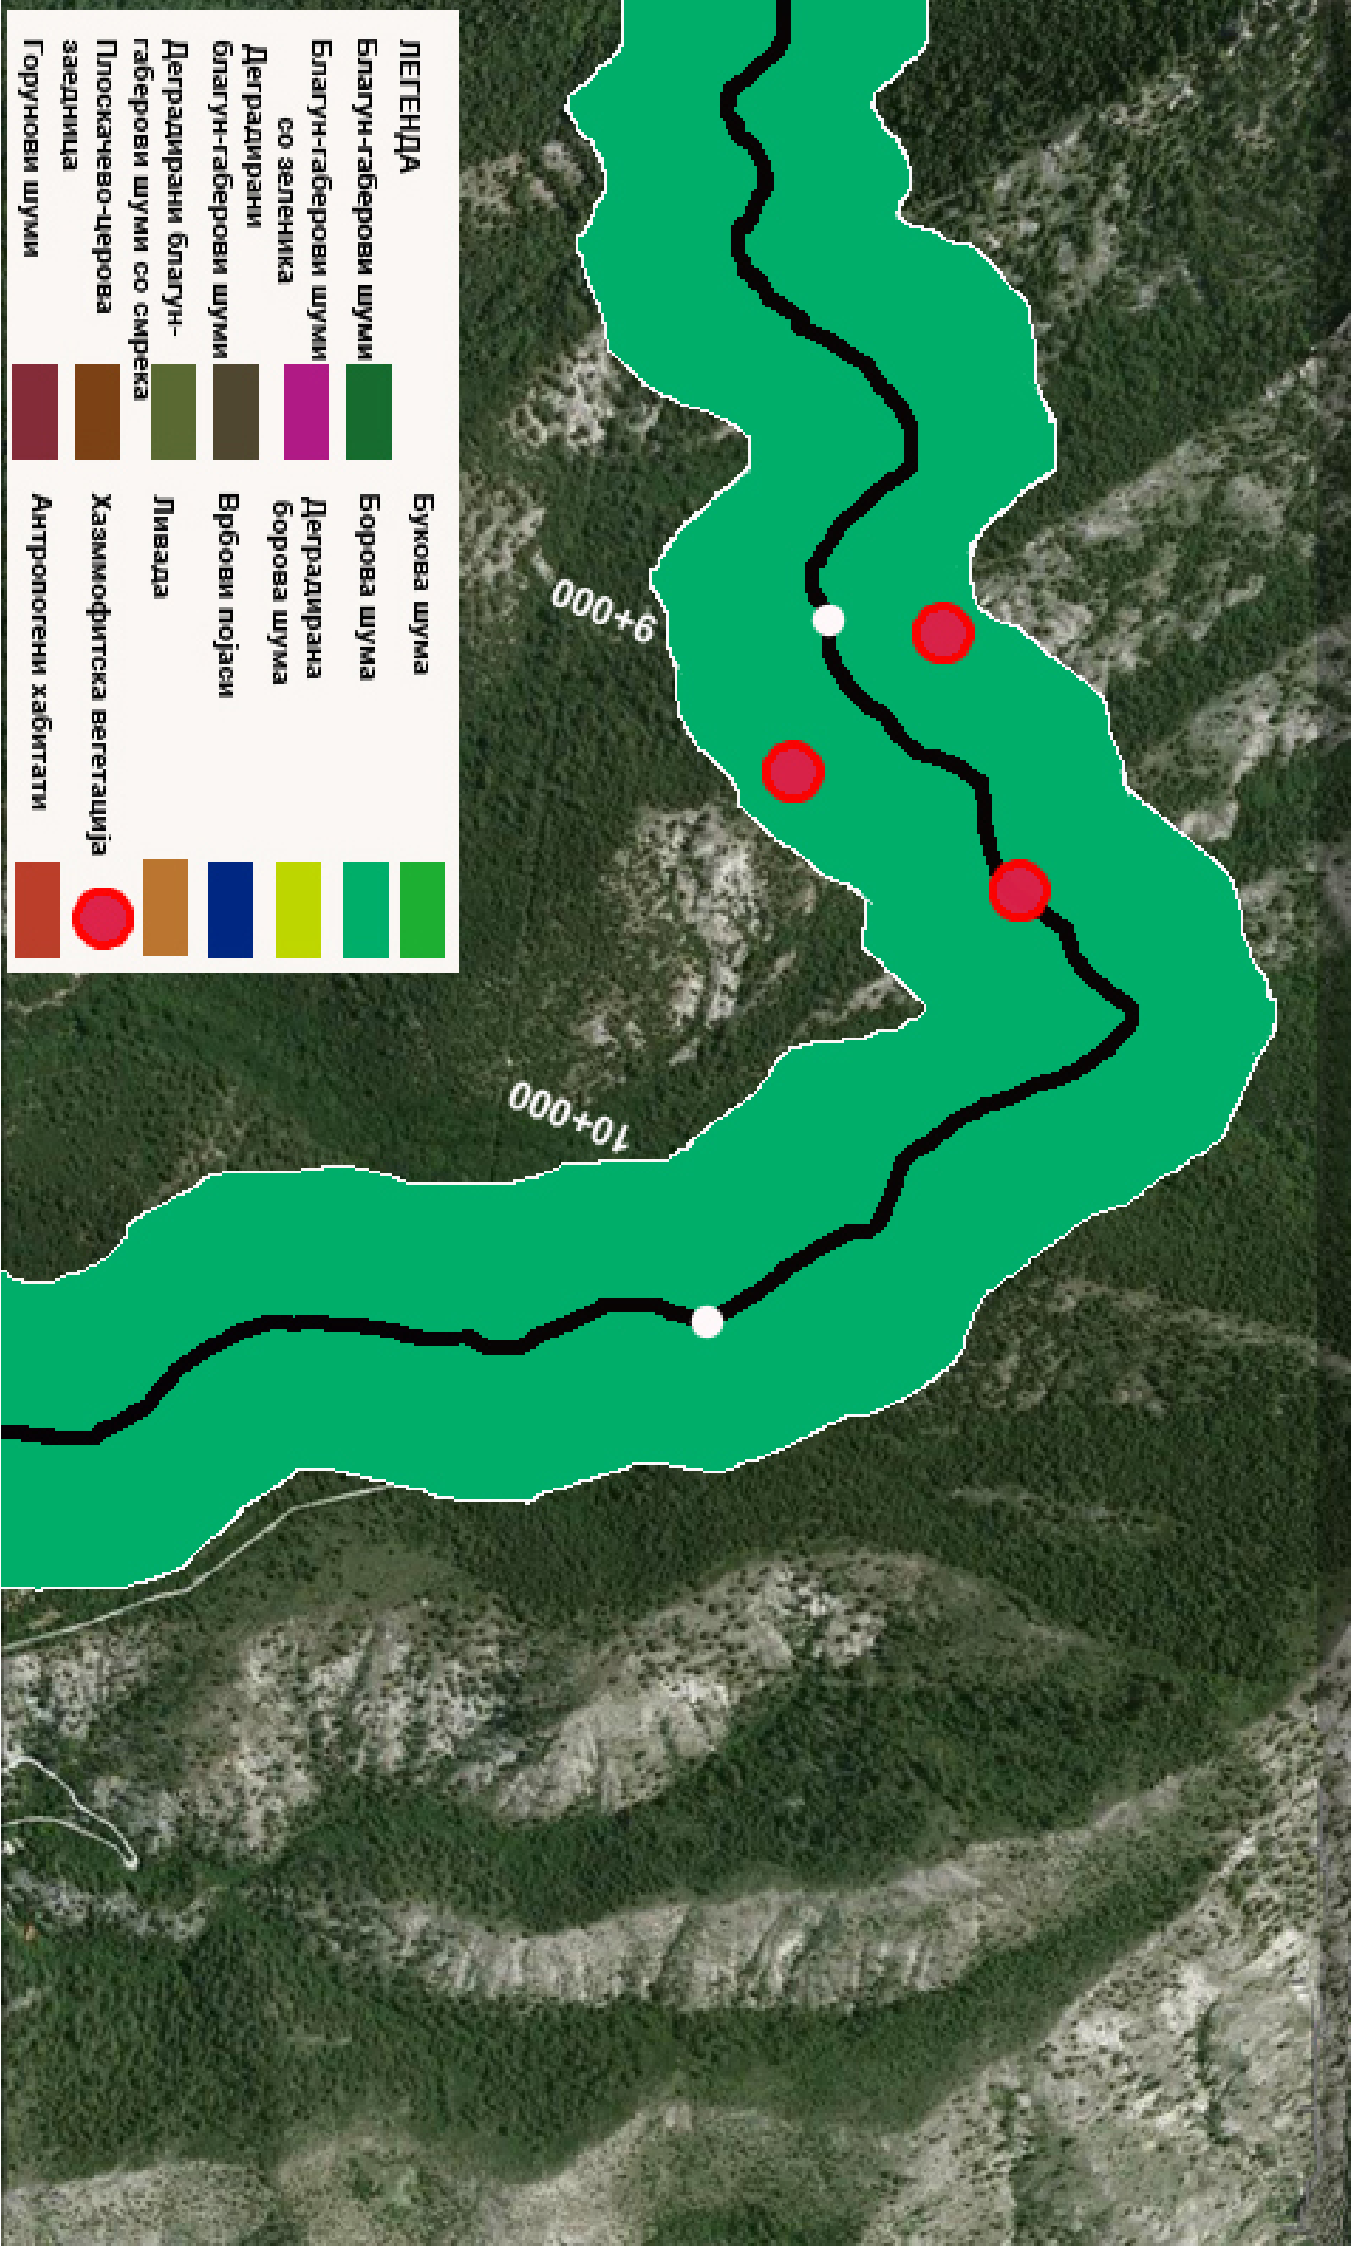 ЛЕГЕНДА
Благун-габерови шуми
Благун-габерови шуми
со зеленика
Деградирани
благун-габерови шуми
Деградирани благун-
габерови шуми со смрека
Плоскачево-церова
заедница
Горунови шуми
Букова шума
Борова шума
Деградирана
борова шума
Врбови појаси
Ливада
Хазмофитска вегетација
Антропогени хабитати
9+000
10+000